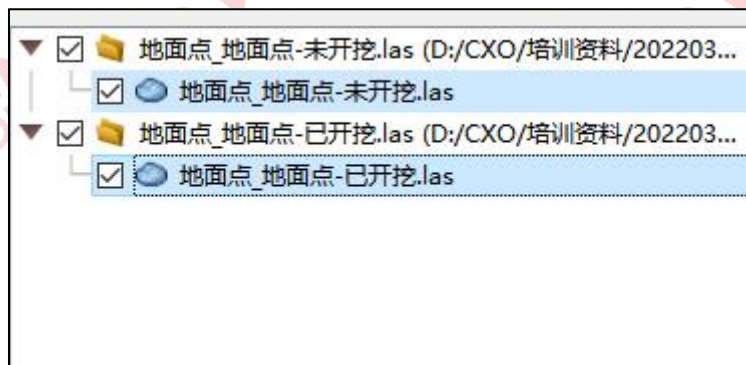 地面点_地面点-未开挖.las (D:/CXO/培训资料/202203...
地面点_地面点-未开挖.las
地面点_地面点-已开挖.las (D:/CXO/培训资料/202203...
地面点_地面点-已开挖.las